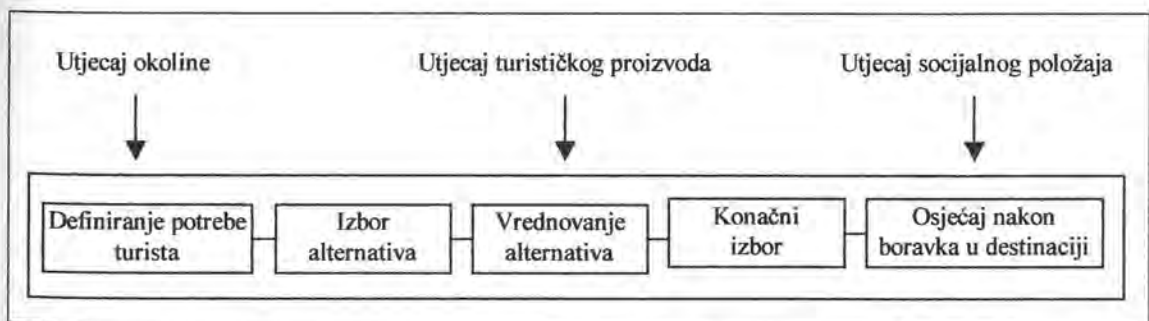 Utjecaj okoline
Utjecaj turističkog proizvoda
Utjecaj socijalnog položaja
Definiranje potrebe
turista
Izbor
alternativa
Vrednovanje
alternativa
Konačni
izbor
Osjećaj nakon
boravka u destinaciji